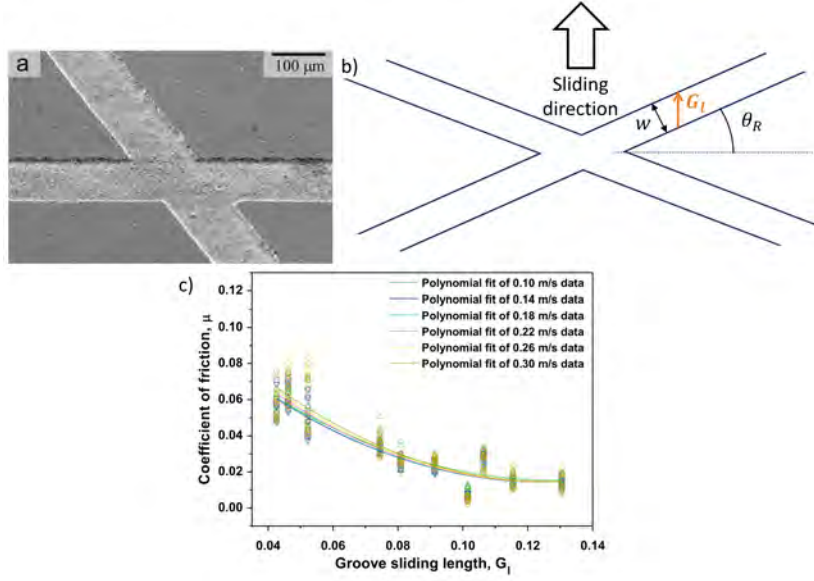 a
100 μm
b)
Sliding
direction
w
G_l
θ_R
c)
Polynomial fit of 0.10 m/s data
Polynomial fit of 0.14 m/s data
Polynomial fit of 0.18 m/s data
Polynomial fit of 0.22 m/s data
Polynomial fit of 0.26 m/s data
Polynomial fit of 0.30 m/s data
Coefficient of friction, μ
0.12
0.10
0.08
0.06
0.04
0.02
0.00
0.04 0.06 0.08 0.10 0.12 0.14
Groove sliding length, G_l